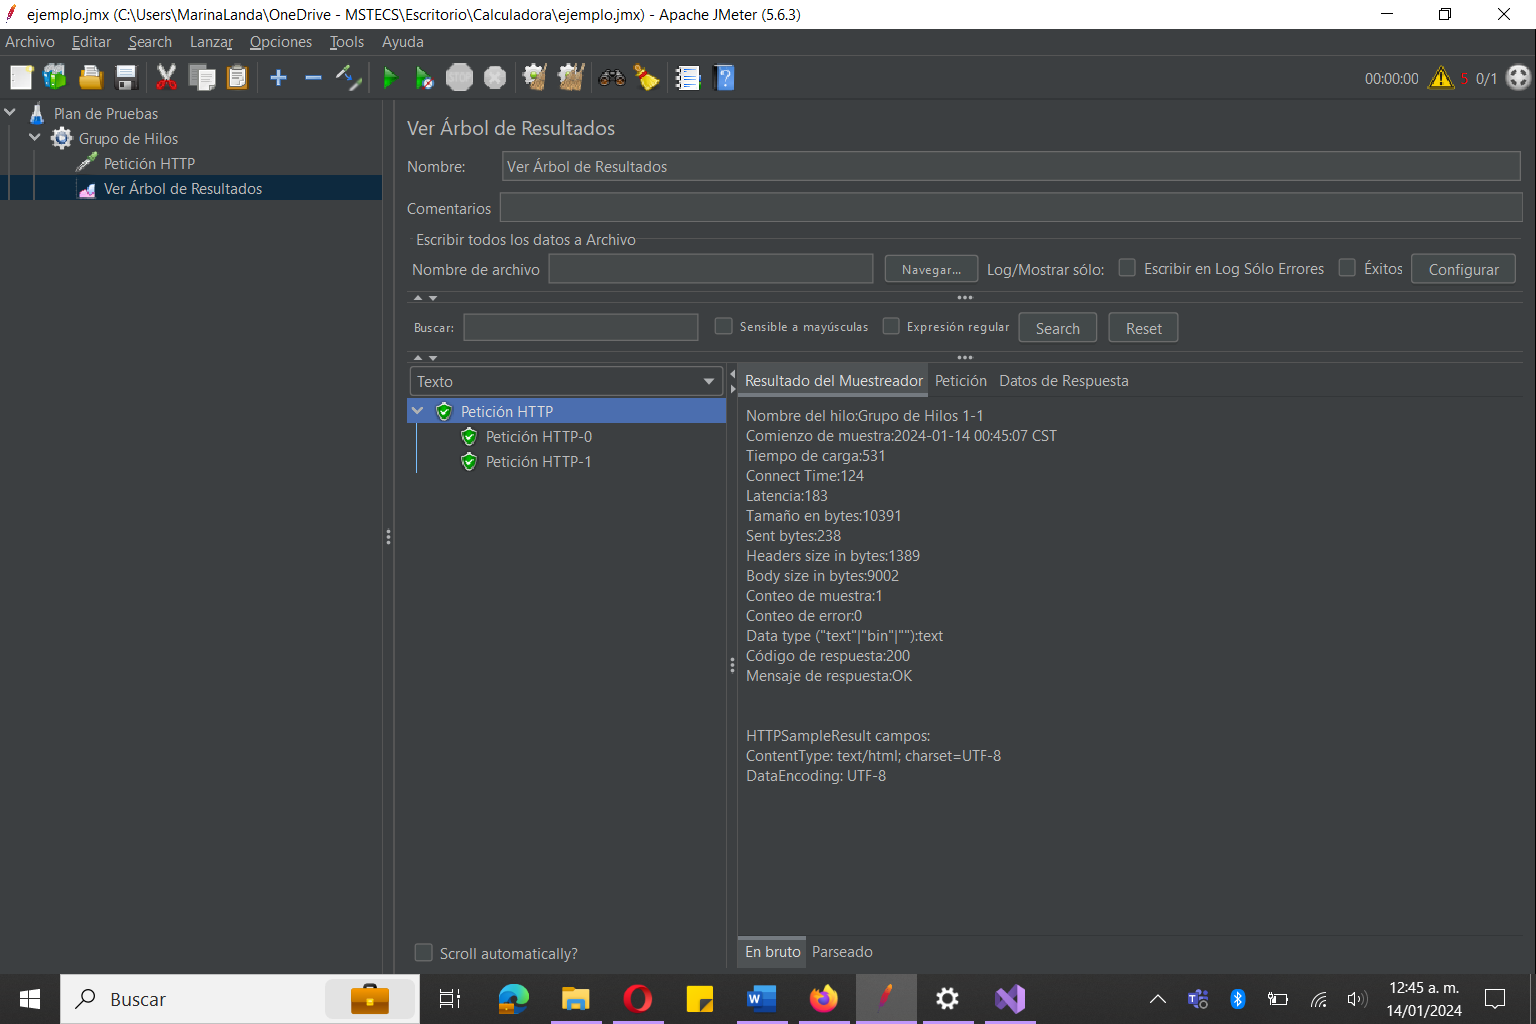 ejemplo.jmx (C:\Users\MarinaLanda\OneDrive - MSTECS\Escritorio\Calculadora\ejemplo.jmx) - Apache JMeter (5.6.3)
Archivo Editar Search Lanzar Opciones Tools Ayuda
STOP 00:00:00 5 0/1
Plan de Pruebas
Grupo de Hilos
Petición HTTP
Ver Árbol de Resultados
Ver Árbol de Resultados
Nombre: Ver Árbol de Resultados
Comentarios
Escribir todos los datos a Archivo
Nombre de archivo Navegar... Log/Mostrar sólo: Escribir en Log Sólo Errores Éxitos Configurar
Buscar: Sensible a mayúsculas Expresión regular Search Reset
Texto
Petición HTTP
Petición HTTP-0
Petición HTTP-1
Scroll automatically?
Resultado del Muestreador Petición Datos de Respuesta
Nombre del hilo:Grupo de Hilos 1-1
Comienzo de muestra:2024-01-14 00:45:07 CST
Tiempo de carga:531
Connect Time:124
Latencia:183
Tamaño en bytes:10391
Sent bytes:238
Headers size in bytes:1389
Body size in bytes:9002
Conteo de muestra:1
Conteo de error:0
Data type ("text"|"bin"|""):text
Código de respuesta:200
Mensaje de respuesta:OK
HTTPSampleResult campos:
ContentType: text/html; charset=UTF-8
DataEncoding: UTF-8
En bruto Parseado
Buscar
12:45 a. m.
14/01/2024